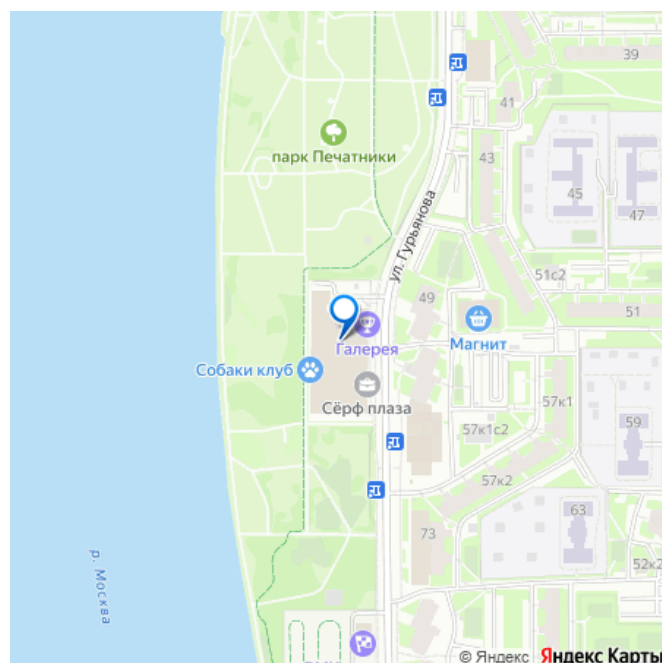 39
41
парк Печатники
43
45
47
ул. Гурьянова
51с2
49
51
Магнит
Галерея
Собаки клуб
Сёрф плаза
57к1
59
57к1с2
57к2
63
73
52к2
р. Москва
© Яндекс Яндекс Карты